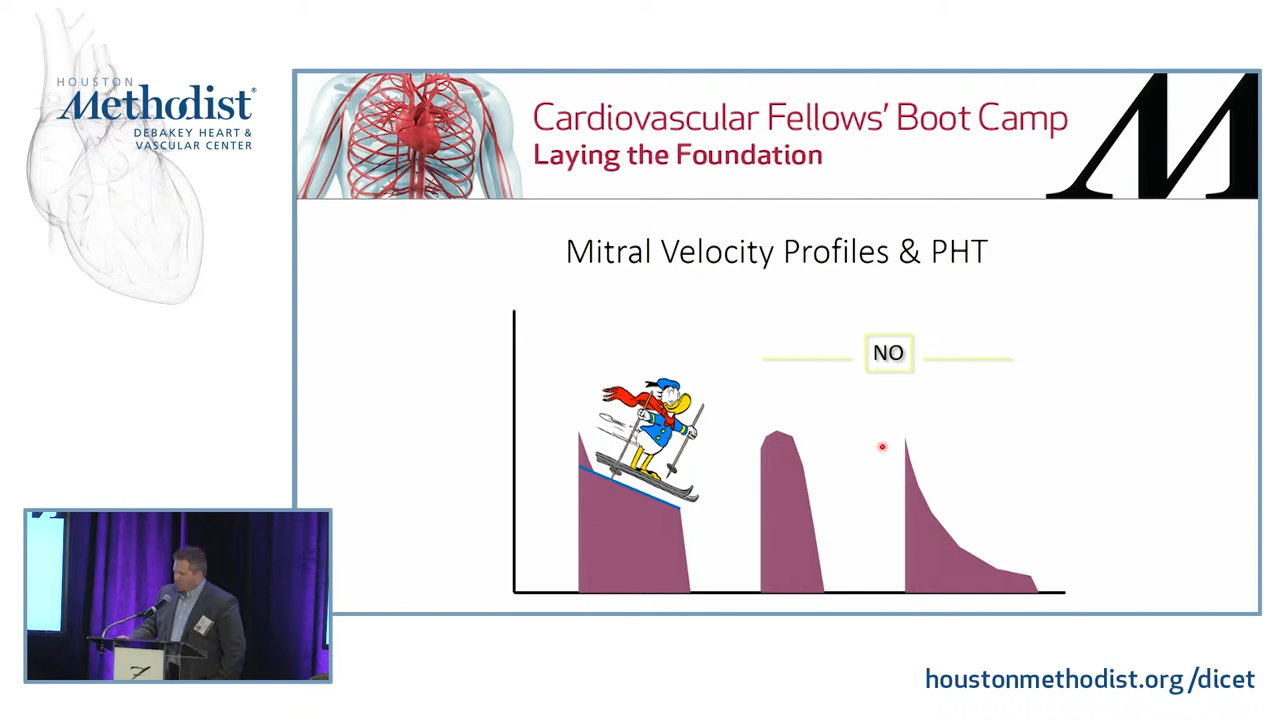 HOUSTON
Methodist®
DEBAKEY HEART &
VASCULAR CENTER
Cardiovascular Fellows' Boot Camp
Laying the Foundation
M
Mitral Velocity Profiles & PHT
NO
houstonmethodist.org/dicet